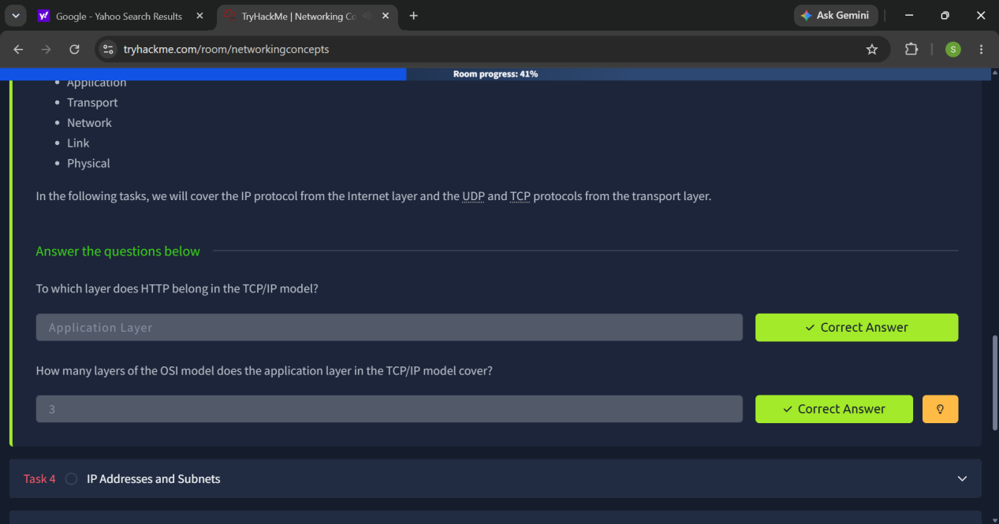 Google - Yahoo Search Results
TryHackMe | Networking Co
Ask Gemini
tryhackme.com/room/networkingconcepts
S
Room progress: 41%
Application
Transport
Network
Link
Physical
In the following tasks, we will cover the IP protocol from the Internet layer and the UDP and TCP protocols from the transport layer.
Answer the questions below
To which layer does HTTP belong in the TCP/IP model?
Application Layer
Correct Answer
How many layers of the OSI model does the application layer in the TCP/IP model cover?
3
Correct Answer
Task 4 IP Addresses and Subnets